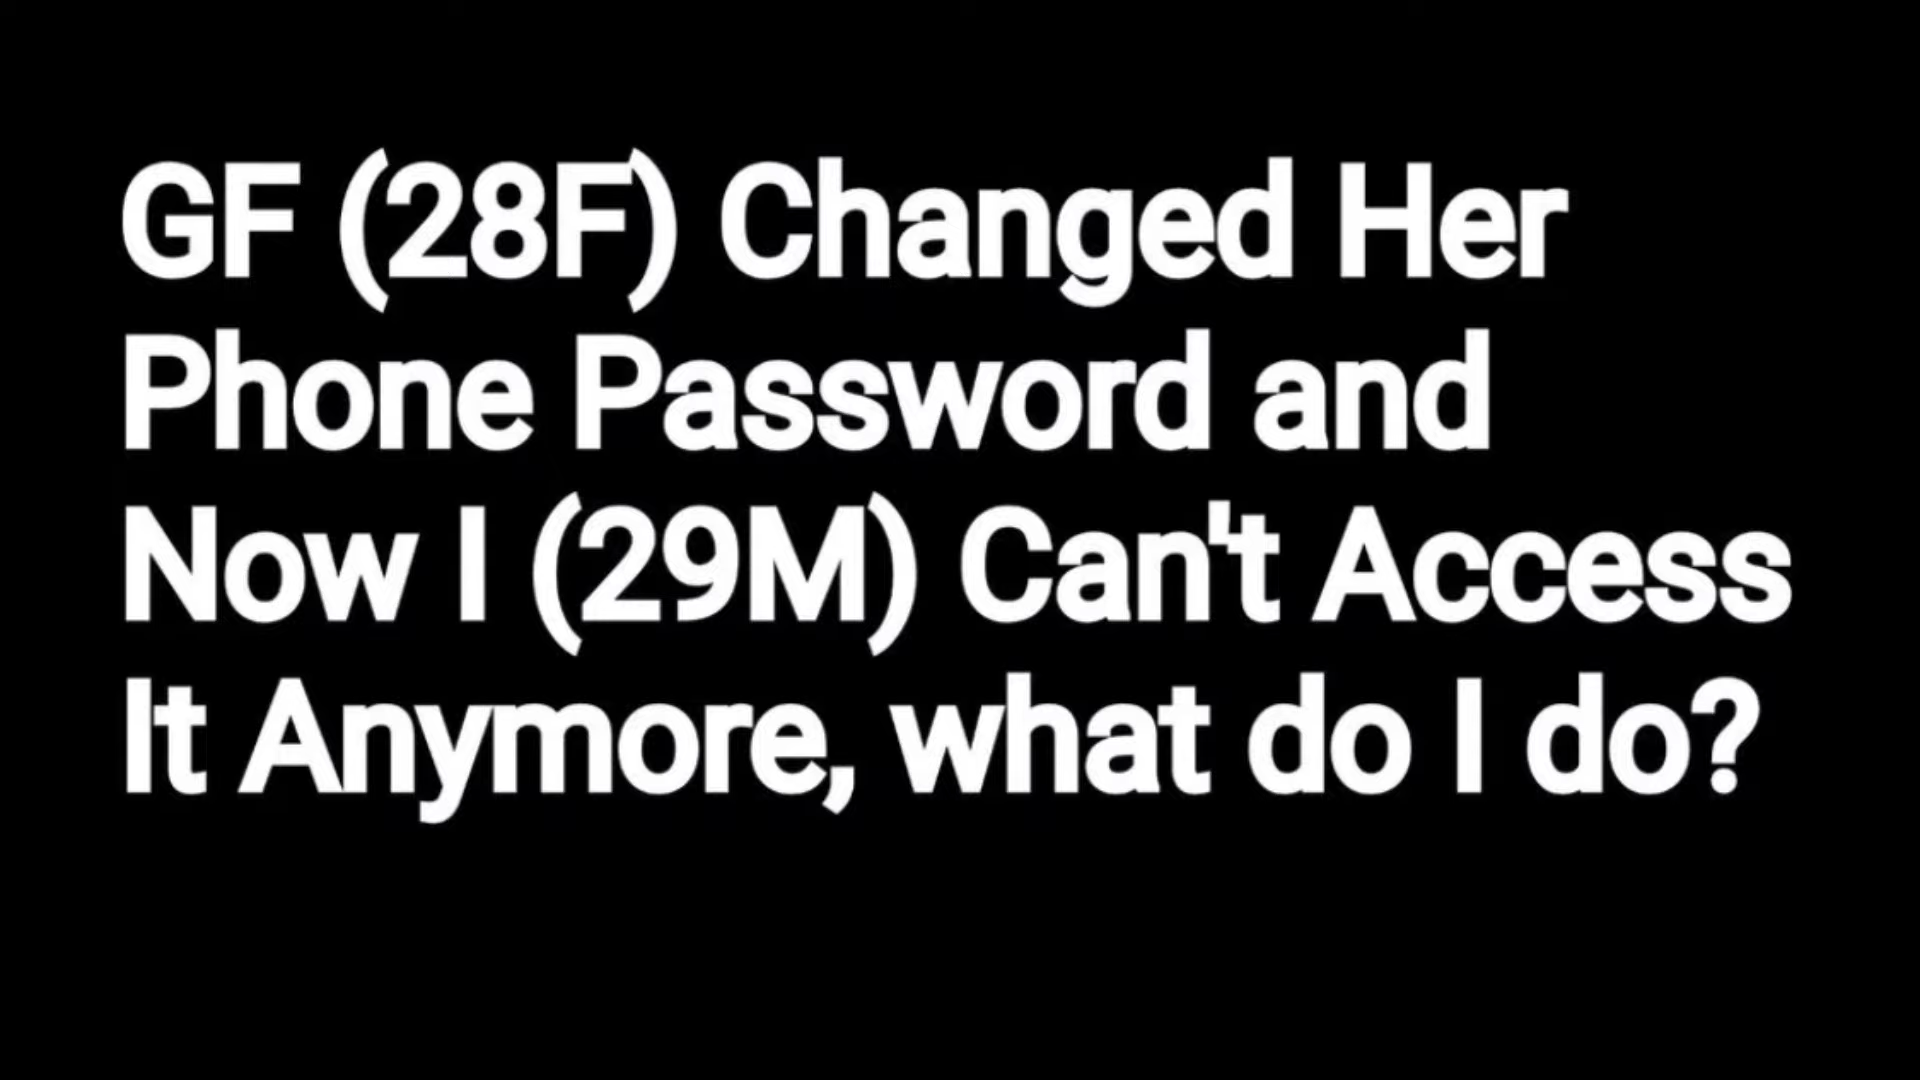 GF (28F) Changed Her
Phone Password and
Now I (29M) Can't Access
It Anymore, what do I do?